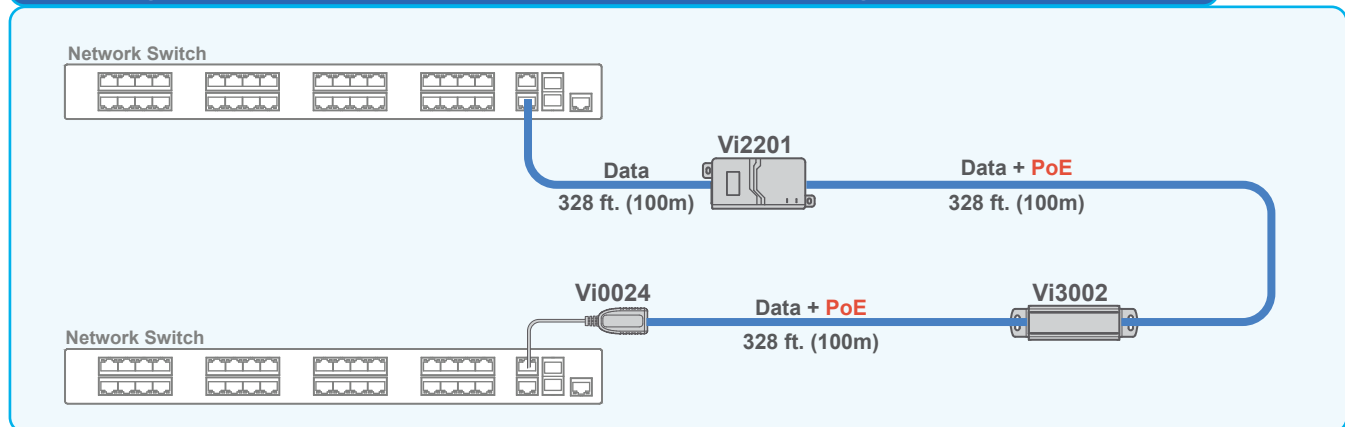 Network Switch
Vi2201
Data
328 ft. (100m)
Data + PoE
328 ft. (100m)
Vi0024
Data + PoE
328 ft. (100m)
Vi3002
Network Switch